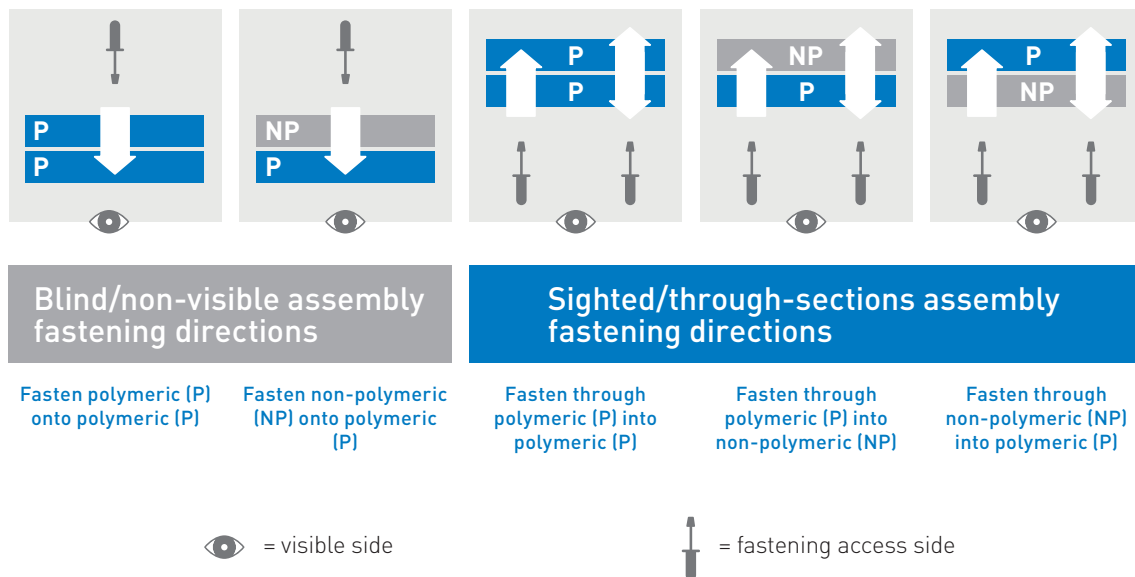 P
P
NP
P
P
P
NP
P
P
NP
Blind/non-visible assembly
fastening directions
Sighted/through-sections assembly
fastening directions
Fasten polymeric (P)
onto polymeric (P)
Fasten non-polymeric
(NP) onto polymeric
(P)
Fasten through
polymeric (P) into
polymeric (P)
Fasten through
polymeric (P) into
non-polymeric (NP)
Fasten through
non-polymeric (NP)
into polymeric (P)
= visible side
= fastening access side